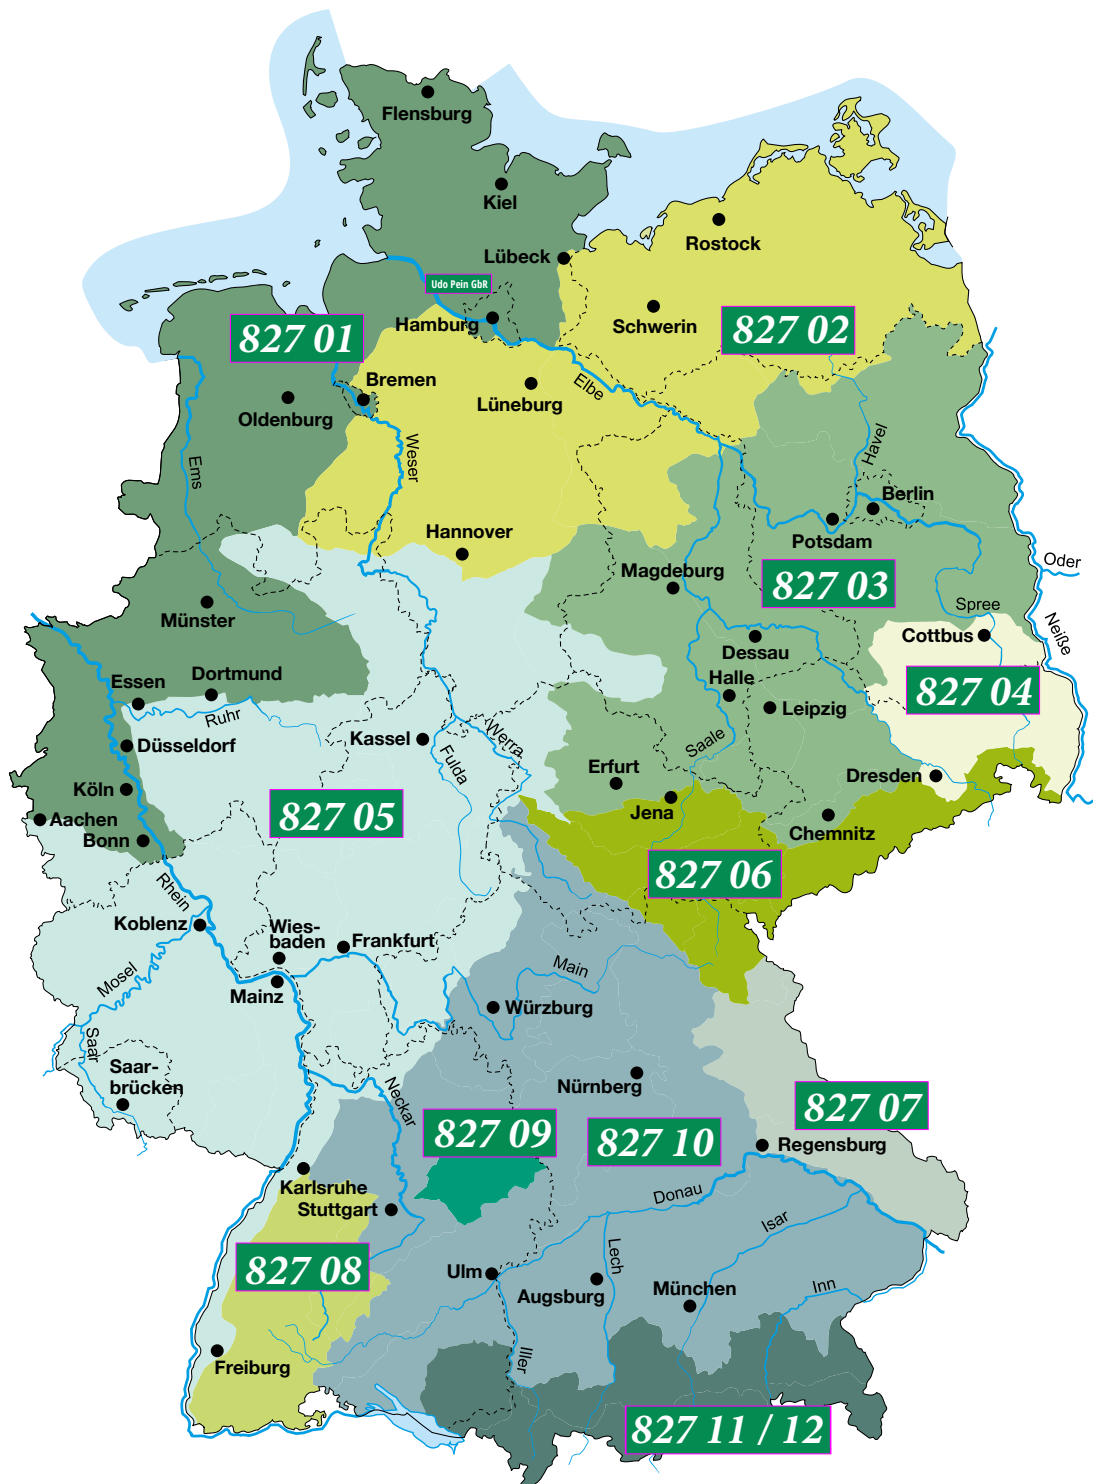 Flensburg
Kiel
Rostock
Lübeck
Udo Pein GbR
Hamburg
Schwerin
827 01
827 02
Bremen
Lüneburg
Elbe
Oldenburg
Weser
Havel
Ems
Berlin
Hannover
Potsdam
Magdeburg
827 03
Oder
Münster
Spree
Neiße
Cottbus
Dessau
Dortmund
Essen
Halle
827 04
Ruhr
Leipzig
Düsseldorf
Kassel
Fulda
Werra
Saale
Erfurt
Dresden
Köln
Jena
Aachen
827 05
Chemnitz
Bonn
827 06
Rhein
Koblenz
Wies-
baden
Frankfurt
Mosel
Main
Mainz
Würzburg
Saar
Saar-
brücken
Nürnberg
Neckar
827 07
827 09
827 10
Regensburg
Karlsruhe
Stuttgart
Donau
Isar
827 08
Lech
Ulm
Augsburg
München
Inn
Iller
Freiburg
827 11 / 12